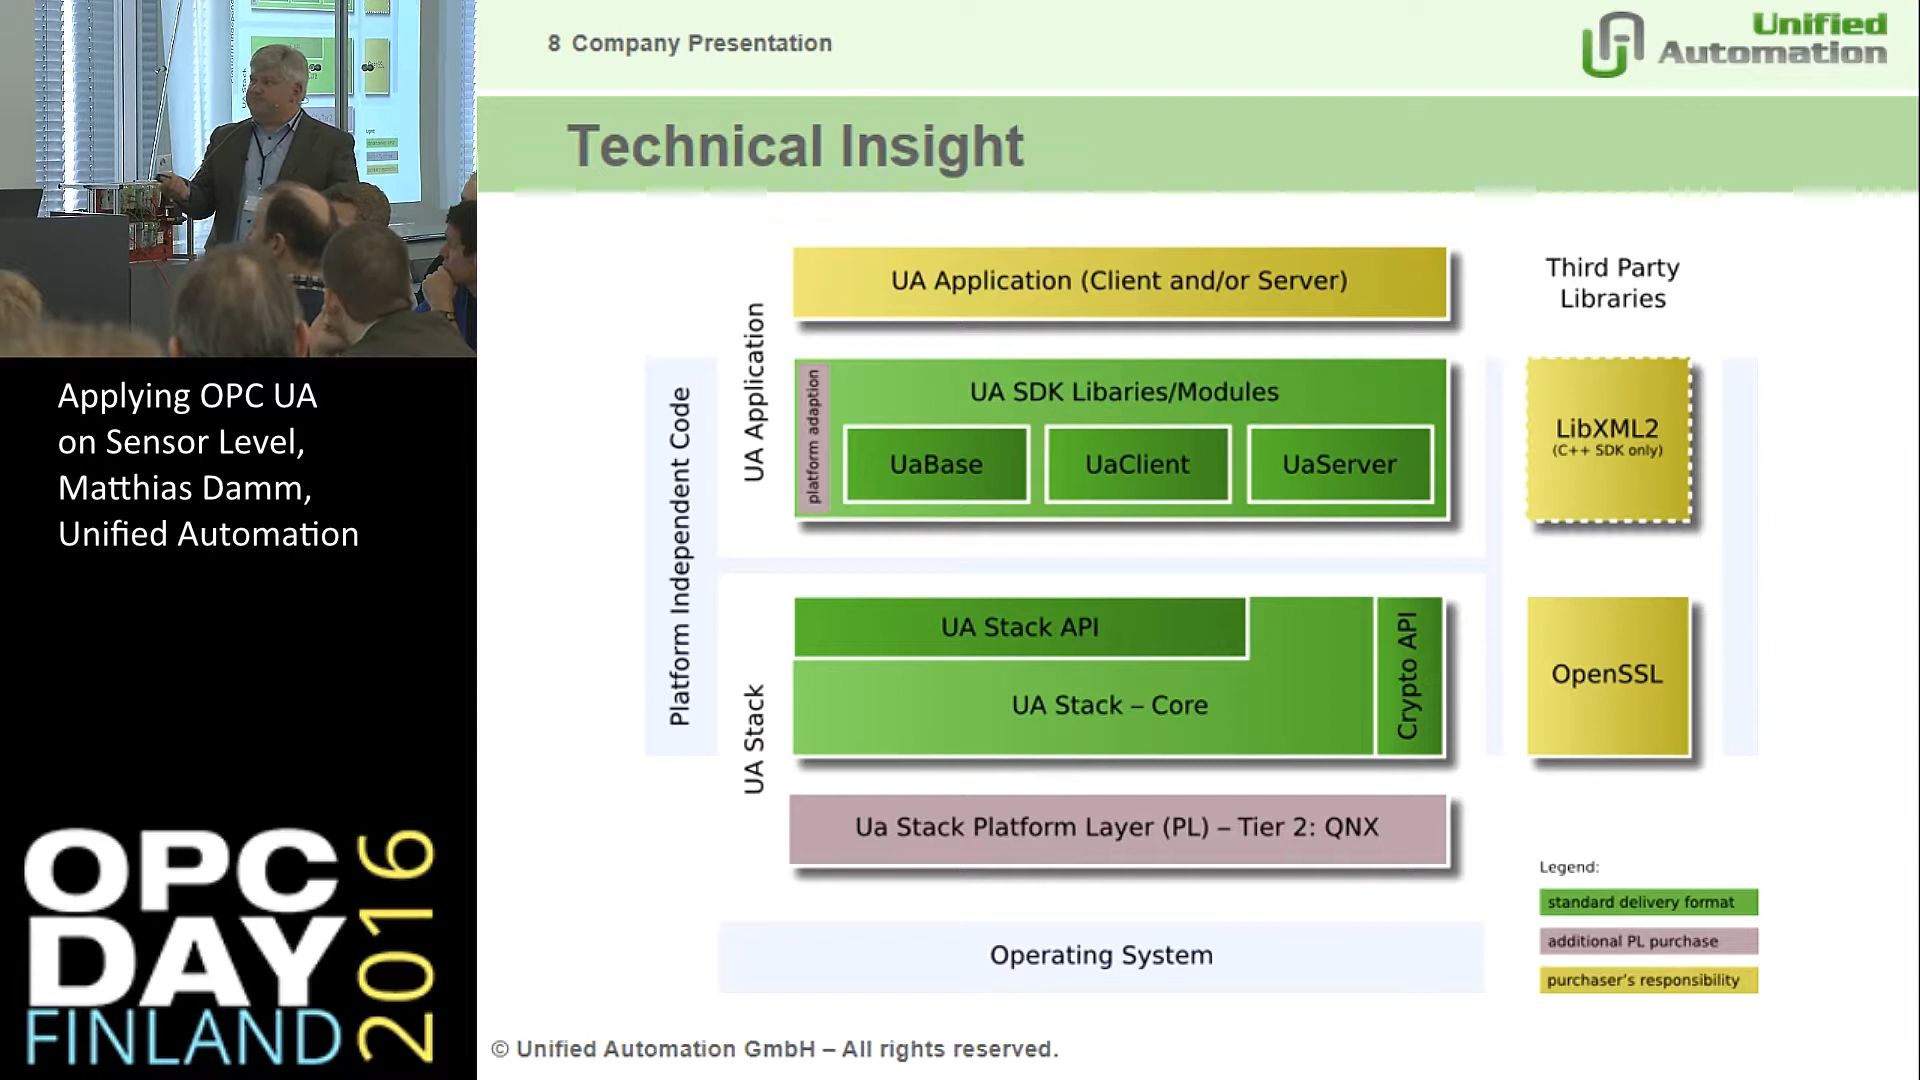 8 Company Presentation
Unified
Automation
Technical Insight
UA Application (Client and/or Server)
Third Party
Libraries
UA Application
Platform Independent Code
platform adaption
UA SDK Libaries/Modules
UaBase
UaClient
UaServer
LibXML2
(C++ SDK only)
UA Stack
UA Stack API
UA Stack – Core
Crypto API
OpenSSL
Ua Stack Platform Layer (PL) – Tier 2: QNX
Operating System
Legend:
standard delivery format
additional PL purchase
purchaser's responsibility
© Unified Automation GmbH – All rights reserved.
Applying OPC UA
on Sensor Level,
Matthias Damm,
Unified Automation
OPC
DAY
FINLAND
2016